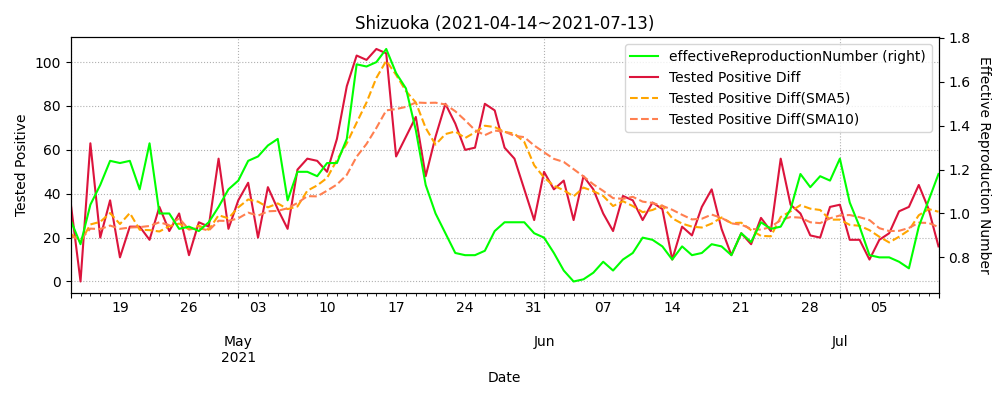 Shizuoka (2021-04-14~2021-07-13)
effectiveReproductionNumber (right)
Tested Positive Diff
Tested Positive Diff(SMA5)
Tested Positive Diff(SMA10)
Tested Positive
100
80
60
40
20
0
1.8
1.6
1.4
1.2
1.0
0.8
Effective Reproduction Number
19 26 03 10 17 24 31 07 14 21 28 05
May Jun Jul
2021
Date